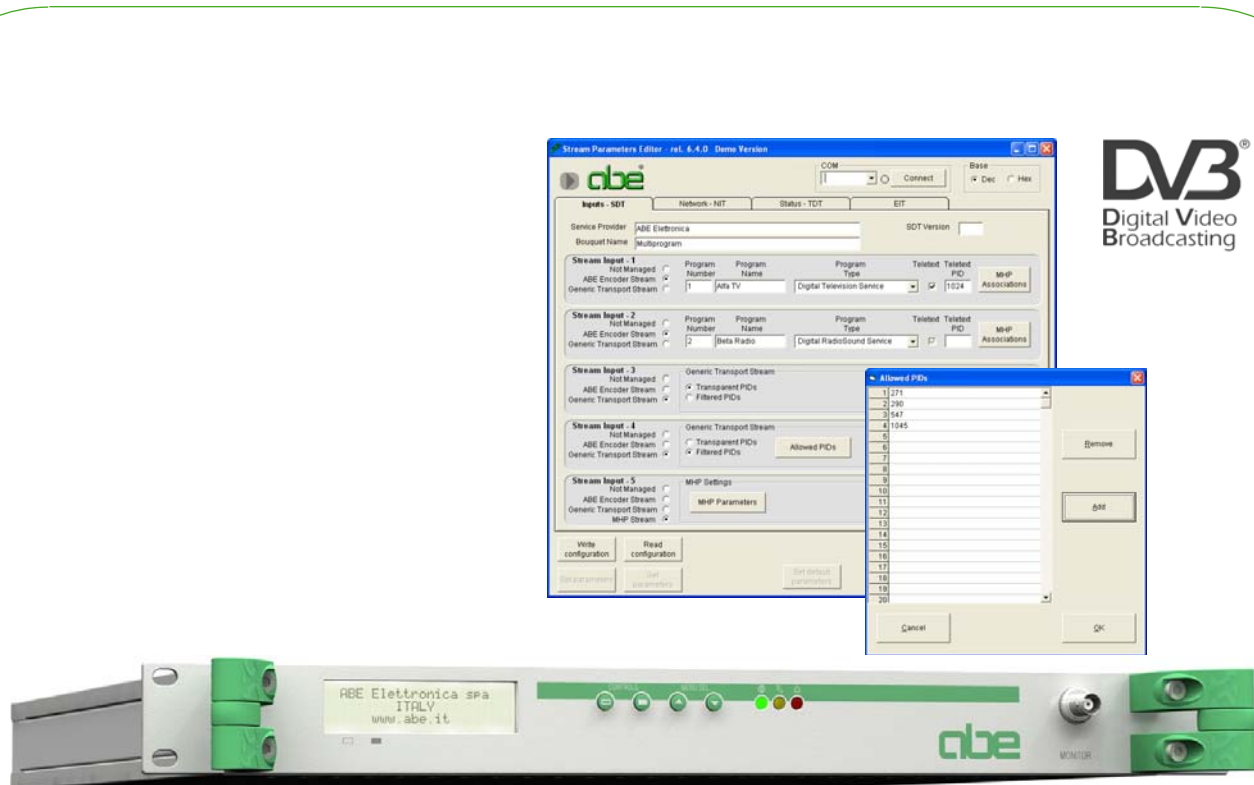 Stream Parameters Editor - rel. 6.4.0 Demo Version
abe
COM
Connect
Base
Dec Hex
Inputs - SDT Network - NIT Status - TDT EIT
Service Provider ABE Elettronica SDT Version
Bouquet Name Multiprogram
Stream Input - 1
Not Managed
ABE Encoder Stream
Generic Transport Stream
Program Number 1
Program Name Alfa TV
Program Type Digital Television Service
Teletext
Teletext PID 1024
MHP Associations
Stream Input - 2
Not Managed
ABE Encoder Stream
Generic Transport Stream
Program Number 2
Program Name Beta Radio
Program Type Digital RadioSound Service
Teletext
Teletext PID
MHP Associations
Stream Input - 3
Not Managed
ABE Encoder Stream
Generic Transport Stream
Generic Transport Stream
Transparent PIDs
Filtered PIDs
Stream Input - 4
Not Managed
ABE Encoder Stream
Generic Transport Stream
Generic Transport Stream
Transparent PIDs
Filtered PIDs
Allowed PIDs
Stream Input - 5
Not Managed
ABE Encoder Stream
Generic Transport Stream
MHP Stream
MHP Settings
MHP Parameters
Write configuration
Read configuration
Set parameters
Get parameters
Set default parameters
Allowed PIDs
1 271
2 290
3 547
4 1045
5
6
7
8
9
10
11
12
13
14
15
16
17
18
19
20
Remove
Add
Cancel
OK
DVB®
Digital Video
Broadcasting
ABE Elettronica spa
ITALY
www.abe.it
CONTROLS
MENU SEL
abe
MONITOR